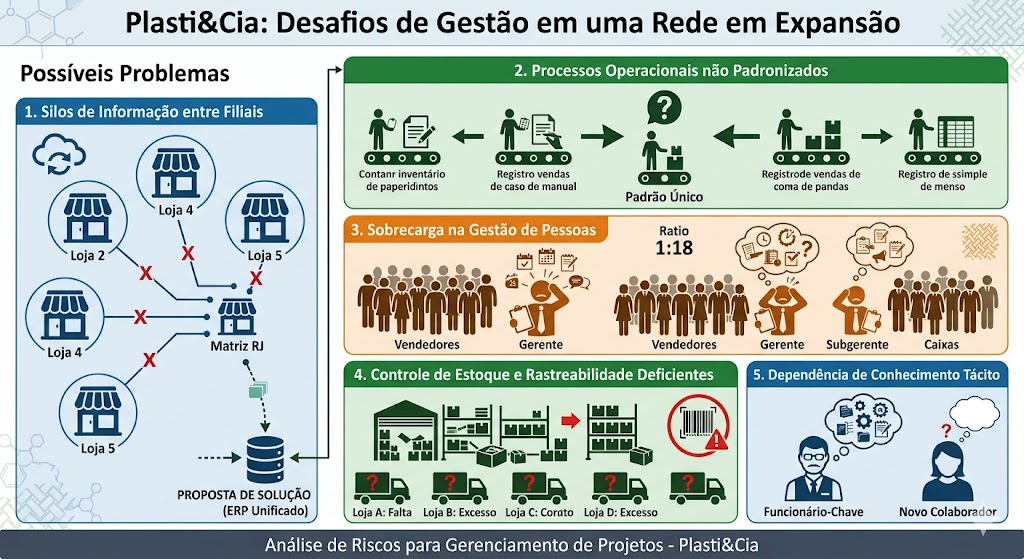 Plasti&Cia: Desafios de Gestão em uma Rede em Expansão
Possíveis Problemas
1. Silos de Informação entre Filiais
Loja 4
Loja 2
Loja 5
Loja 4
Matriz RJ
Loja 5
PROPOSTA DE SOLUÇÃO
(ERP Unificado)
2. Processos Operacionais não Padronizados
?
Contanr inventário
de paperidintos
Registro vendas
de caso de manual
Padrão Único
Registrode vendas de
coma de pandas
Registro de ssimple
de menso
3. Sobrecarga na Gestão de Pessoas
Ratio
1:18
Vendedores
Gerente
Vendedores
Gerente
Subgerente
Caixas
4. Controle de Estoque e Rastreabilidade Deficientes
? ? ? ? ?
Loja A: Falta
Loja B: Excesso
Loja C: Corato
Loja D: Excesso
5. Dependência de Conhecimento Tácito
?
Funcionário-Chave
Novo Colaborador
Análise de Riscos para Gerenciamento de Projetos - Plasti&Cia